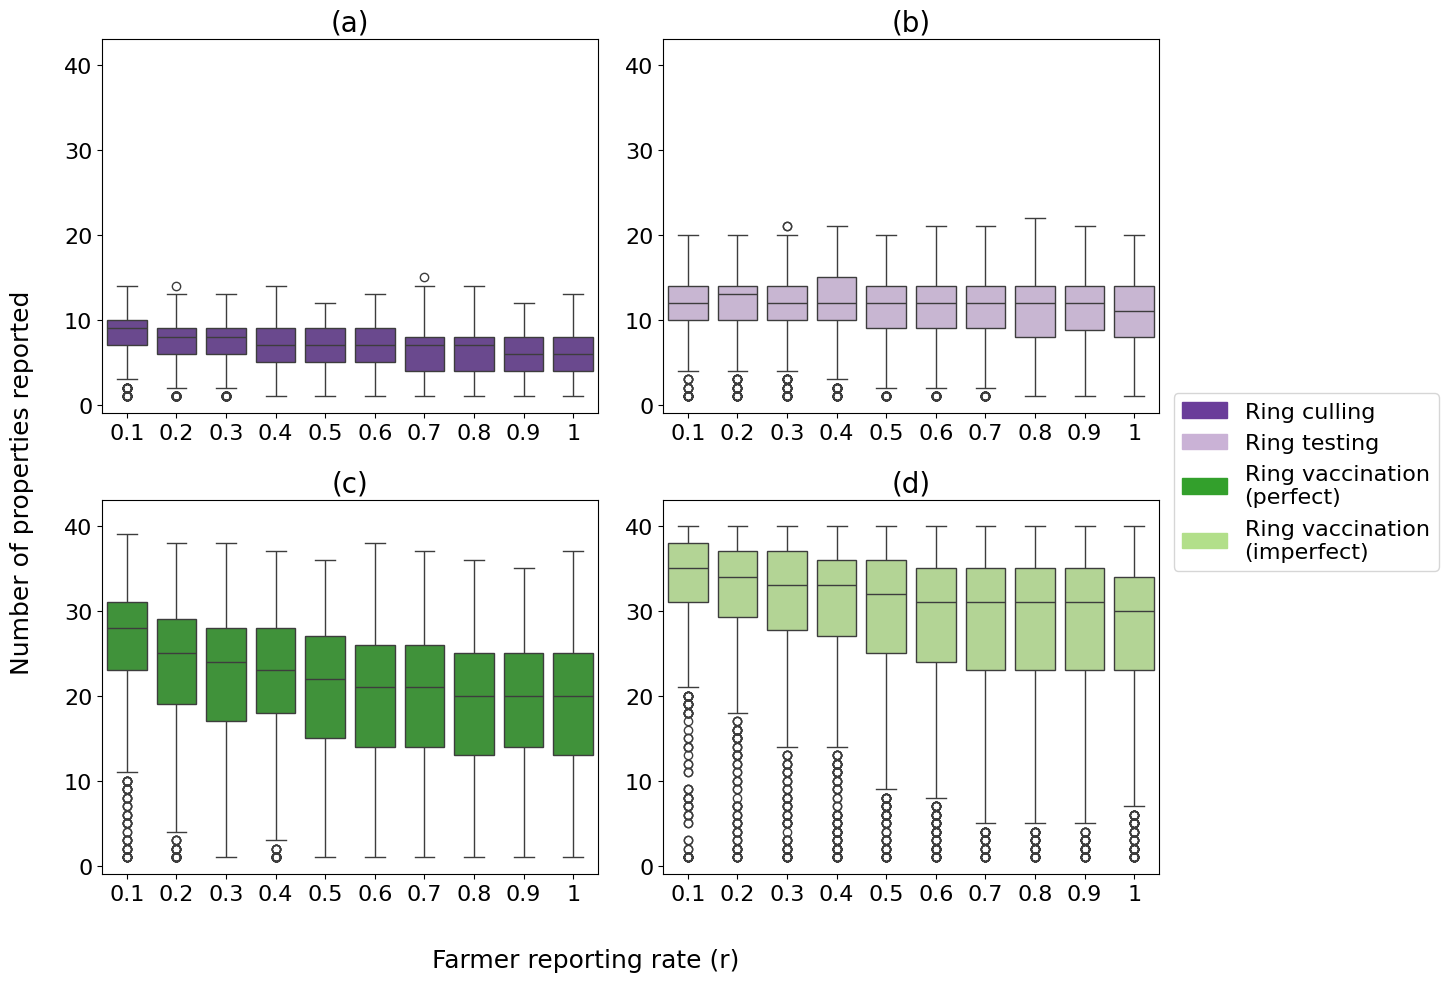 (a)
(b)
40
30
20
10
0
0.1 0.2 0.3 0.4 0.5 0.6 0.7 0.8 0.9 1
40
30
20
10
0
0.1 0.2 0.3 0.4 0.5 0.6 0.7 0.8 0.9 1
(c)
(d)
40
30
20
10
0
0.1 0.2 0.3 0.4 0.5 0.6 0.7 0.8 0.9 1
40
30
20
10
0
0.1 0.2 0.3 0.4 0.5 0.6 0.7 0.8 0.9 1
Number of properties reported
Farmer reporting rate (r)
Ring culling
Ring testing
Ring vaccination
(perfect)
Ring vaccination
(imperfect)